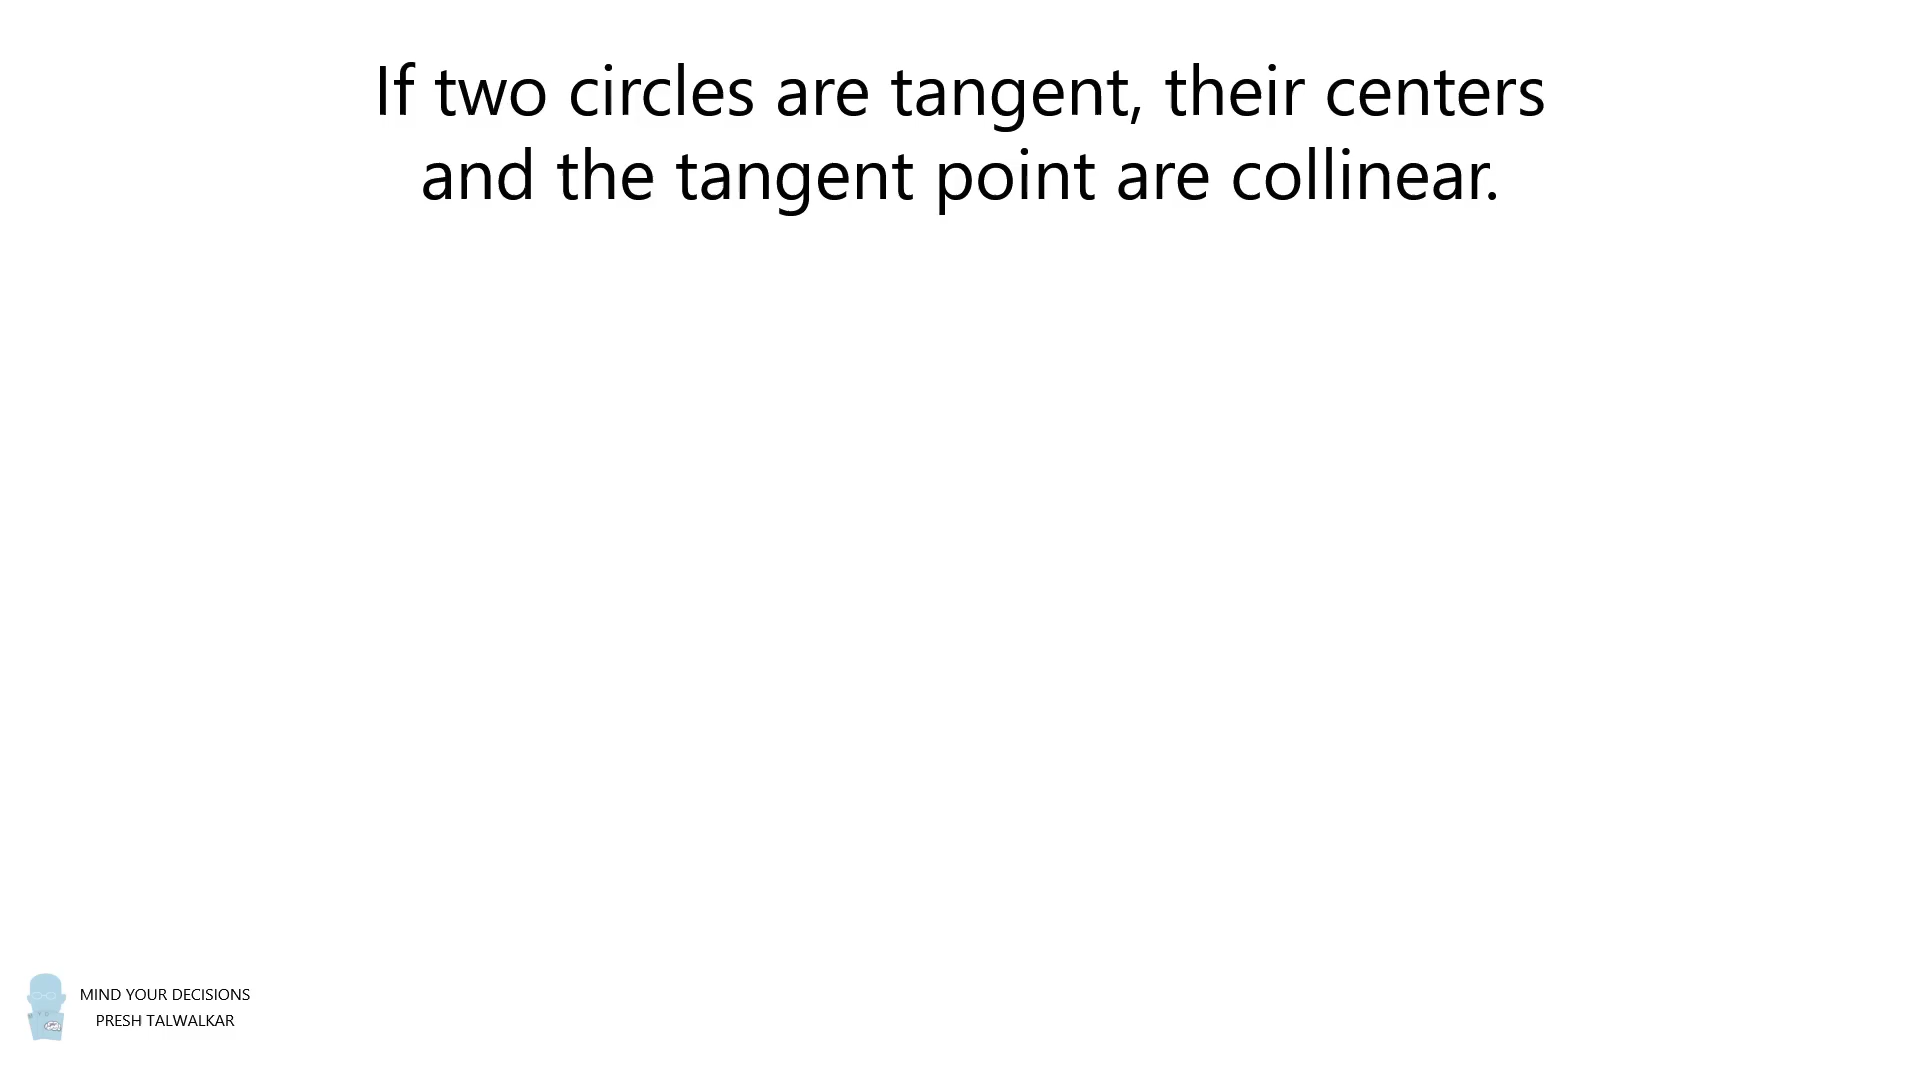 If two circles are tangent, their centers
and the tangent point are collinear.
MIND YOUR DECISIONS
PRESH TALWALKAR